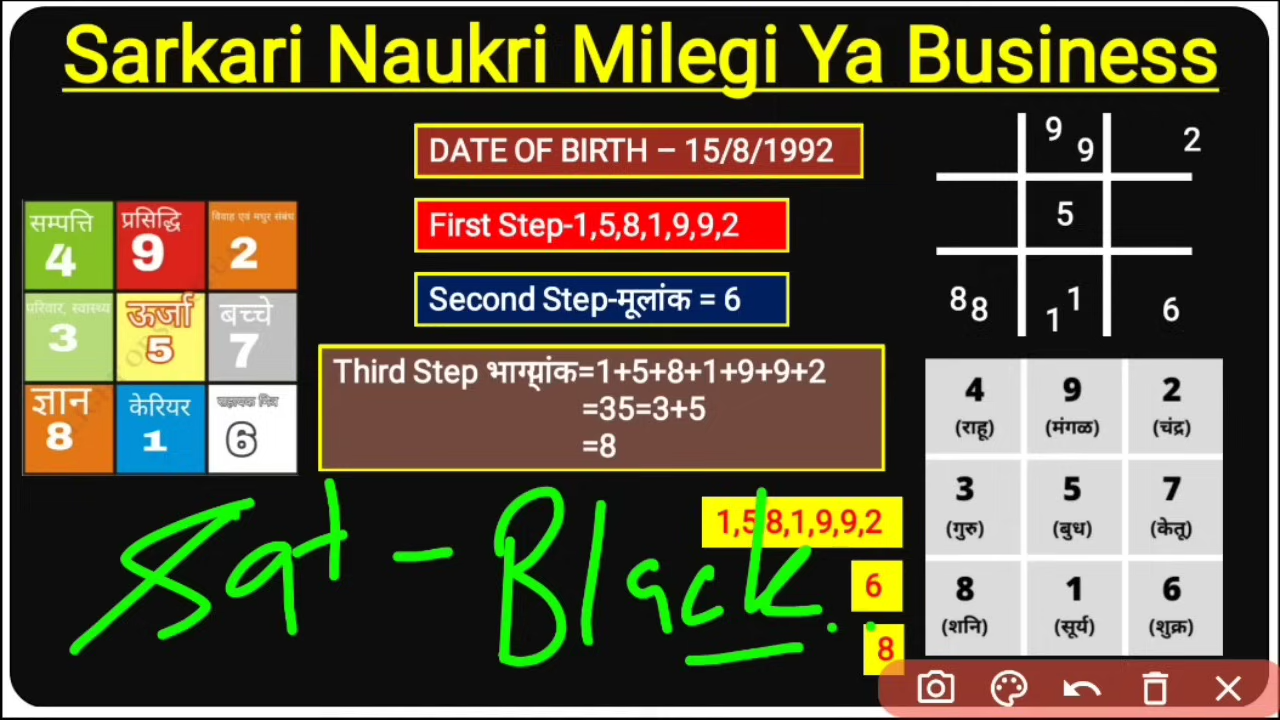 Sarkari Naukri Milegi Ya Business
DATE OF BIRTH – 15/8/1992
First Step-1,5,8,1,9,9,2
Second Step-मूलांक = 6
Third Step भाग्यांक=1+5+8+1+9+9+2
=35=3+5
=8
सम्पत्ति प्रसिद्धि विवाह एवं मधुर संबंध
4 9 2
परिवार, स्वास्थ्य ऊर्जा बच्चे
3 5 7
ज्ञान केरियर सहायक मित्र
8 1 6
9 9 2
5
8 8 1 1 6
4 9 2
(राहू) (मंगळ) (चंद्र)
3 5 7
(गुरु) (बुध) (केतू)
8 1 6
(शनि) (सूर्य) (शुक्र)
1,5,8,1,9,9,2
6
8
Sat - Black